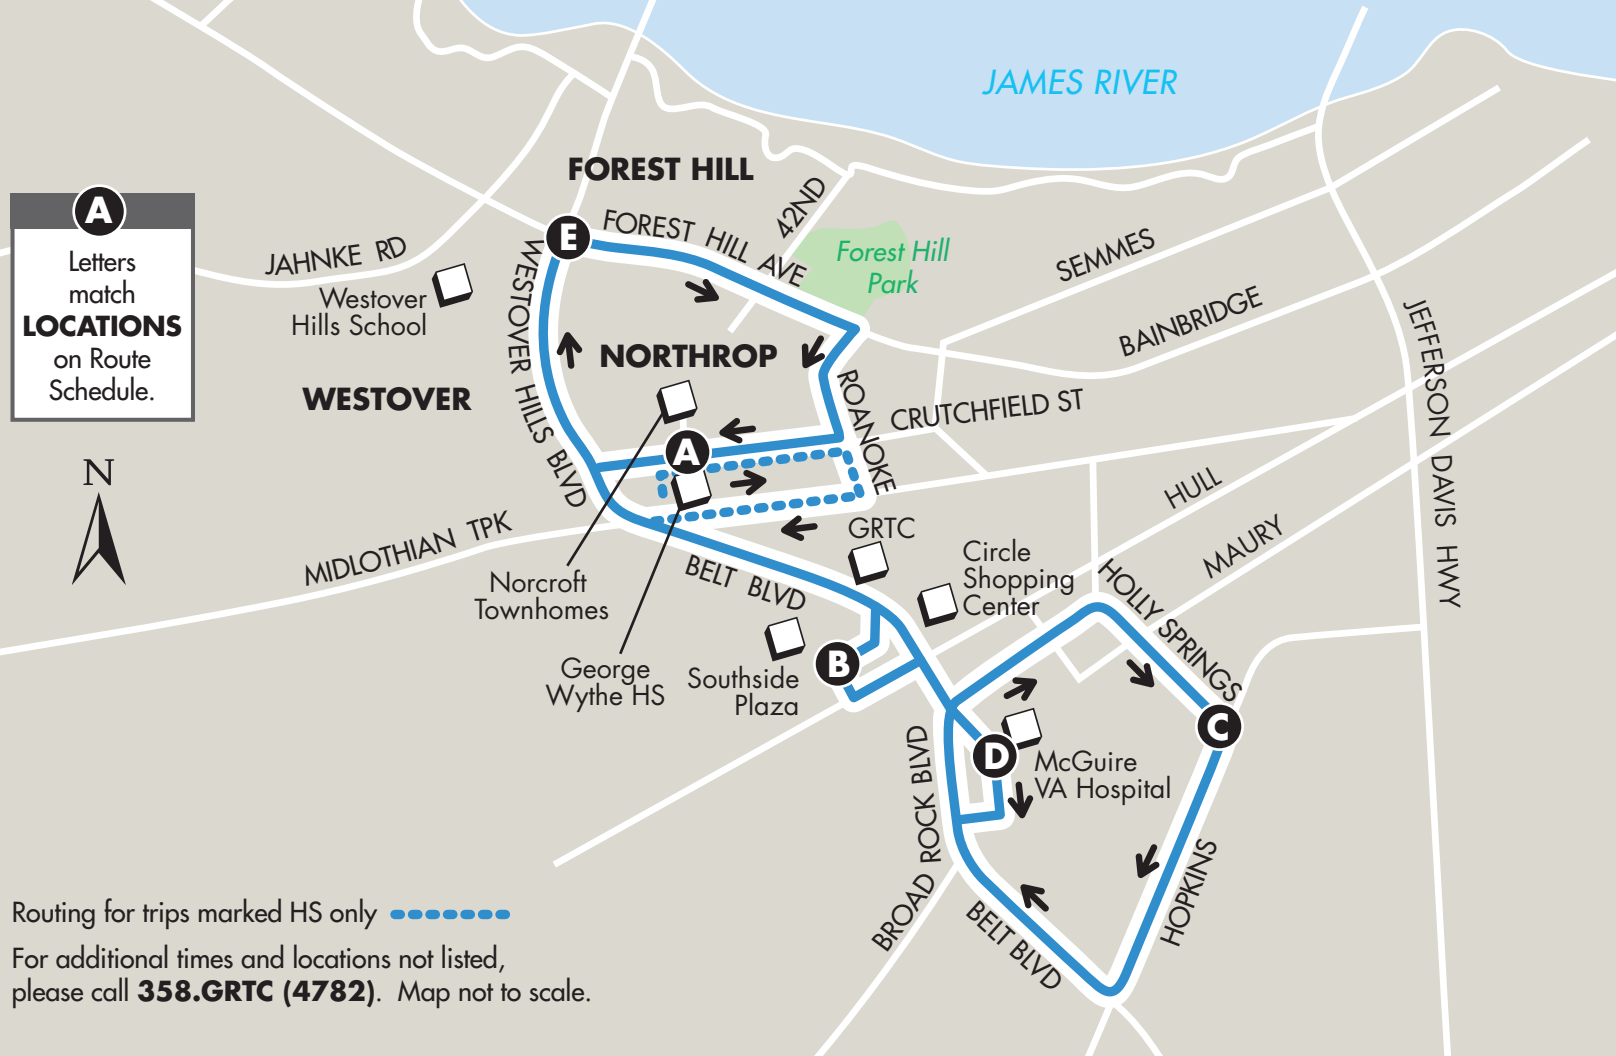 JAMES RIVER
FOREST HILL
42ND
A
Letters
match
LOCATIONS
on Route
Schedule.
E
FOREST HILL AVE
Forest Hill
Park
SEMMES
JAHNKE RD
Westover
Hills School
WESTOVER HILLS BLVD
BAINBRIDGE
JEFFERSON DAVIS HWY
NORTHROP
WESTOVER
ROANOKE
CRUTCHFIELD ST
A
N
MIDLOTHIAN TPK
HULL
MAURY
GRTC
Circle
Shopping
Center
Norcroft
Townhomes
BELT BLVD
HOLLY SPRINGS
George
Wythe HS
Southside
Plaza
B
C
D
McGuire
VA Hospital
BROAD ROCK BLVD
HOPKINS
BELT BLVD
Routing for trips marked HS only
For additional times and locations not listed,
please call 358.GRTC (4782). Map not to scale.